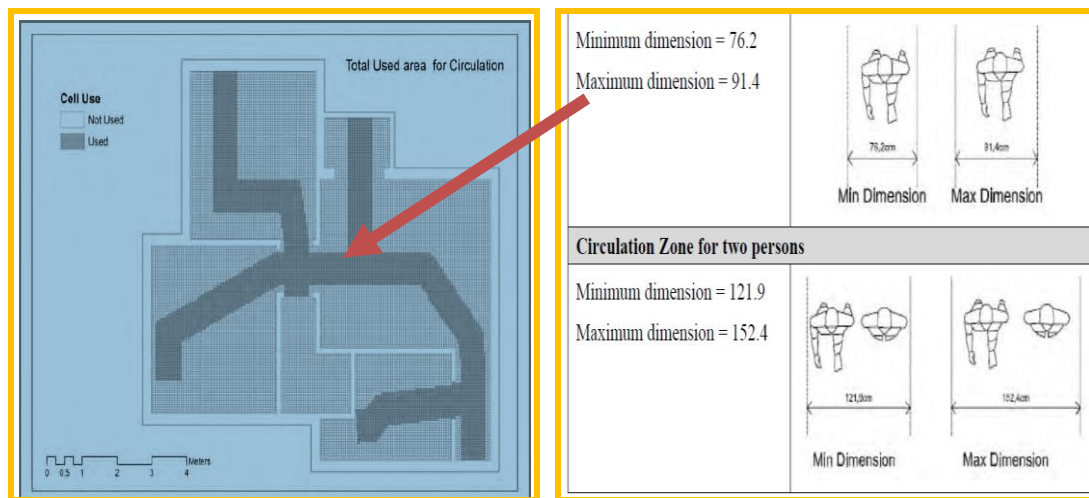 Total Used area for Circulation
Cell Use
Not Used
Used
Meters
0 0.5 1 2 3 4
Minimum dimension = 76.2
Maximum dimension = 91.4
76,2cm 91,4cm
Min Dimension Max Dimension
Circulation Zone for two persons
Minimum dimension = 121.9
Maximum dimension = 152.4
121,9cm 152,4cm
Min Dimension Max Dimension